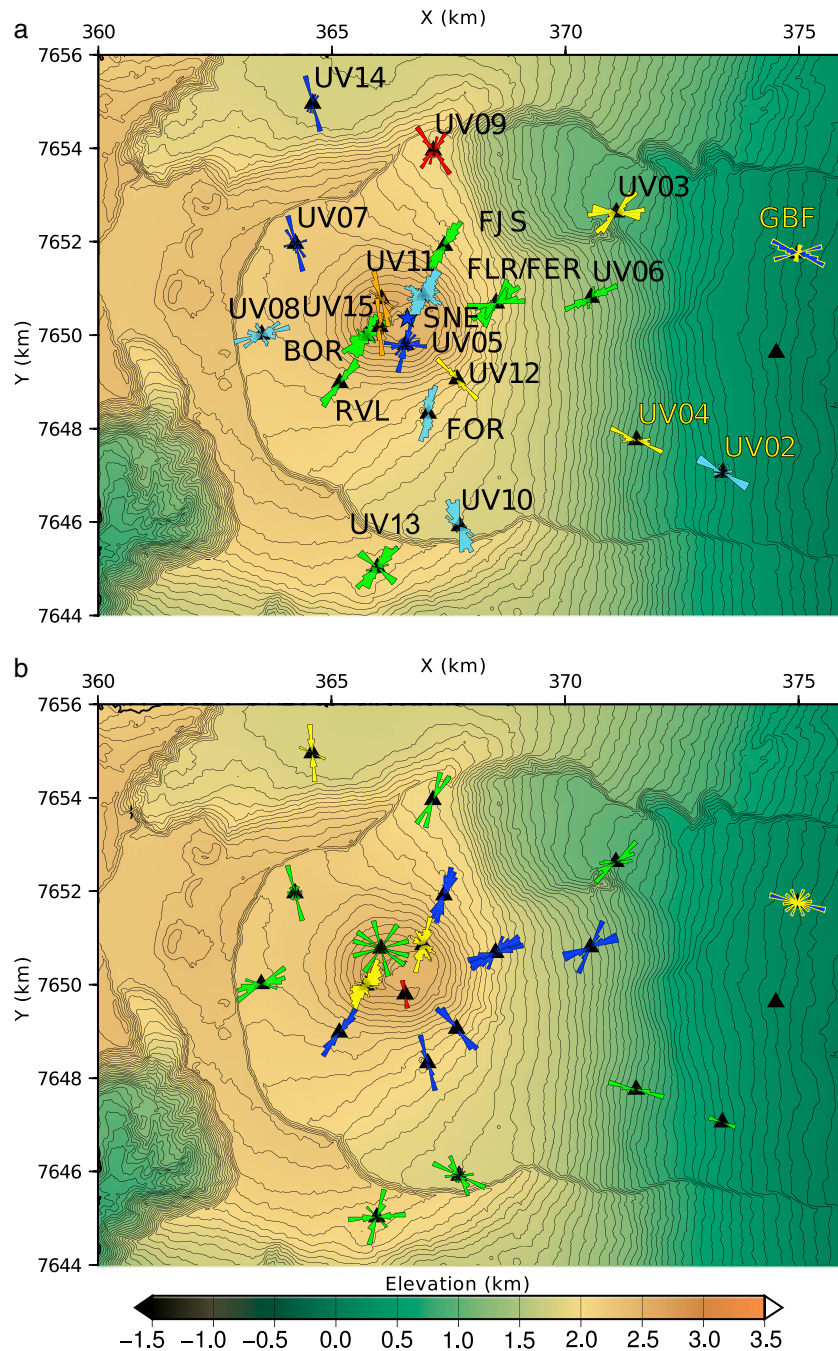 X (km)
a
360 365 370 375
7656
UV14
UV09
7654
UV03
GBF
UV07
FJS
7652
UV11
FLR/FER
UV06
UV08
UV15
SNE
7650
BOR
UV05
UV12
Y (km)
RVL
FOR
UV04
7648
UV02
UV10
UV13
7646
7644
X (km)
b
360 365 370 375
7656
7654
7652
7650
Y (km)
7648
7646
7644
Elevation (km)
−1.5 −1.0 −0.5 0.0 0.5 1.0 1.5 2.0 2.5 3.0 3.5